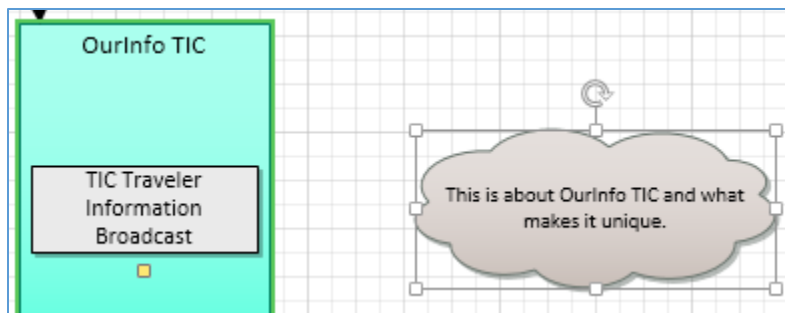 OurInfo TIC
TIC Traveler
Information
Broadcast
This is about OurInfo TIC and what
makes it unique.